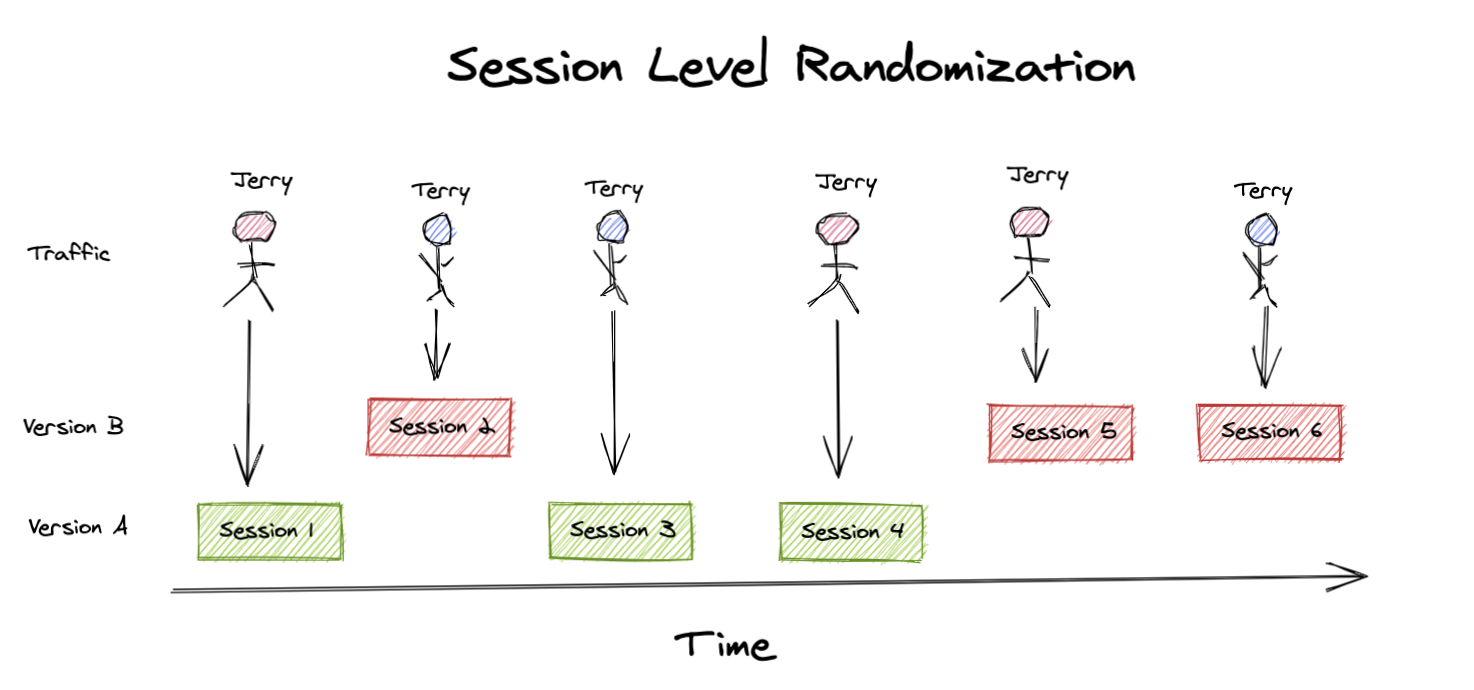 Session Level Randomization
Jerry
Terry
Terry
Jerry
Jerry
Terry
Traffic
Version B
Session 2
Session 5
Session 6
Version A
Session 1
Session 3
Session 4
Time